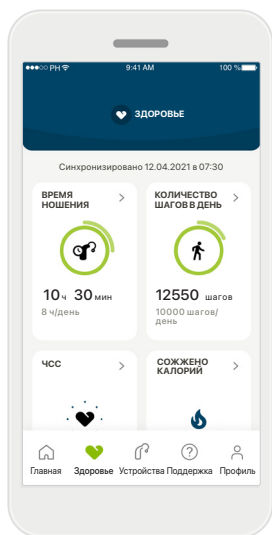 ●●●○○ PH 9:41 AM 100 %
ЗДОРОВЬЕ
Синхронизировано 12.04.2021 в 07:30
ВРЕМЯ
НОШЕНИЯ
10 ч 30 мин
8 ч/день
КОЛИЧЕСТВО
ШАГОВ В ДЕНЬ
12550 шагов
10000 шагов/
день
ЧСС
СОЖЖЕНО
КАЛОРИЙ
Главная Здоровье Устройства Поддержка Профиль